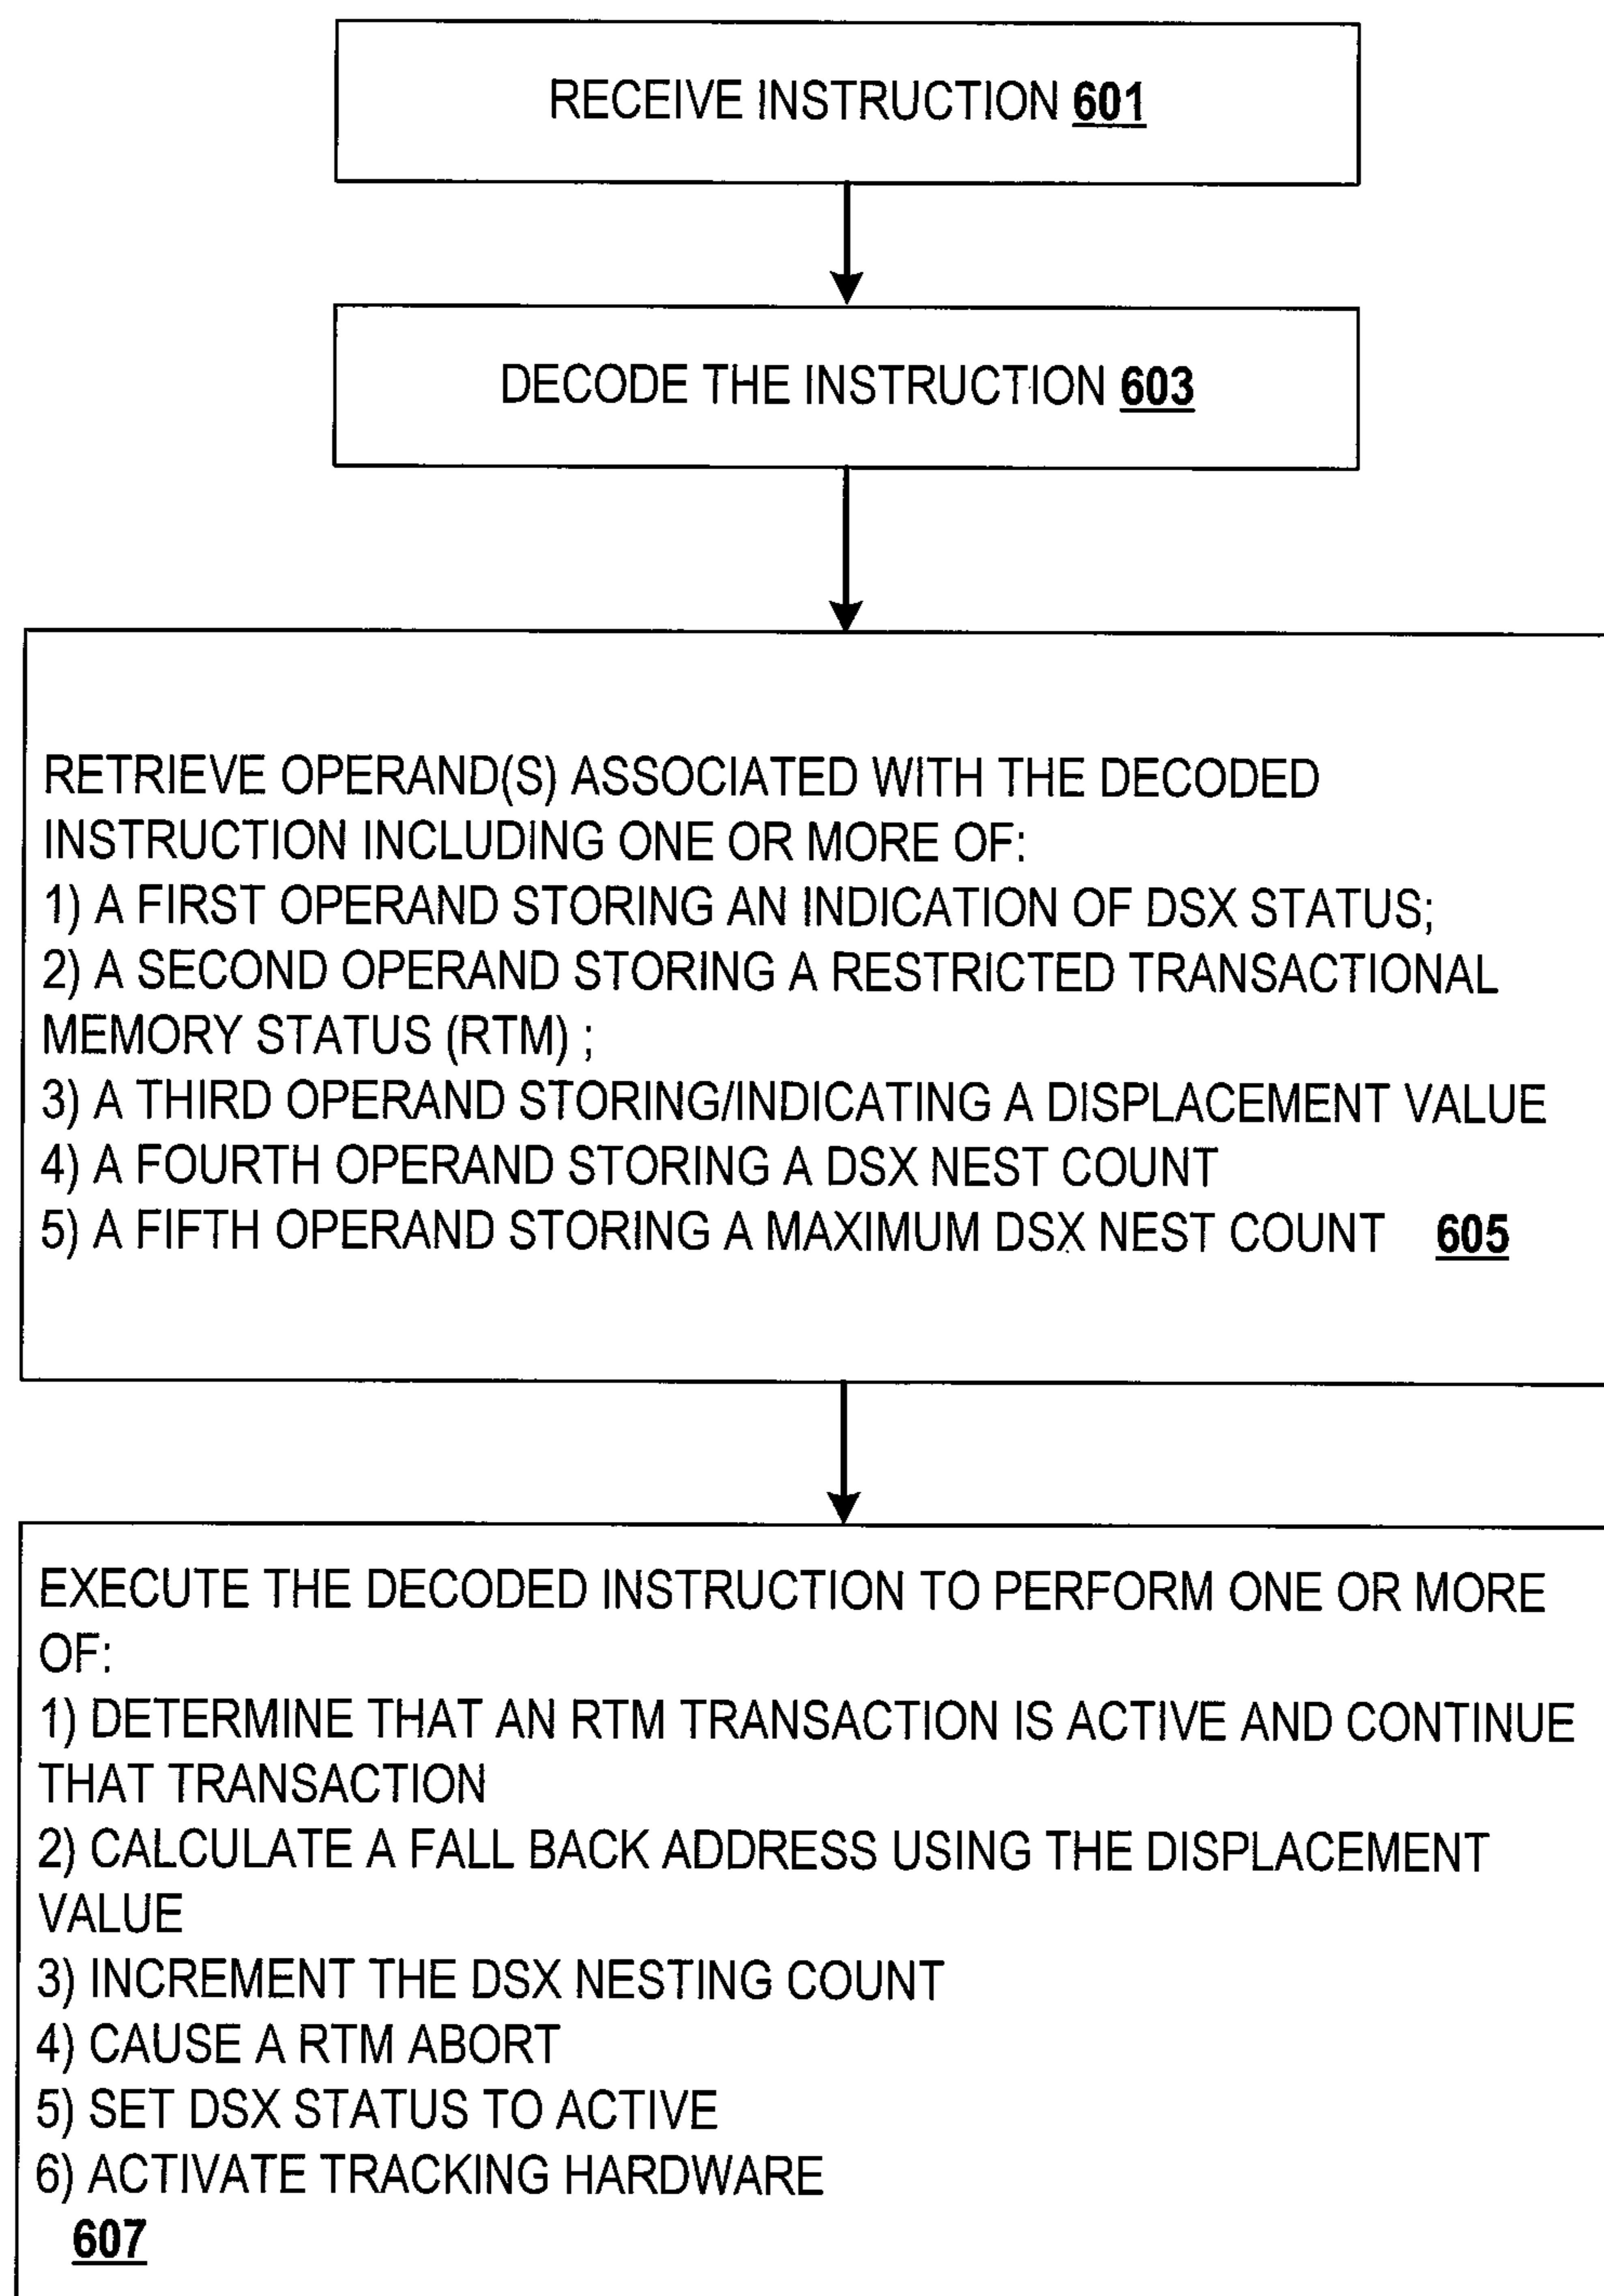 RECEIVE INSTRUCTION 601
DECODE THE INSTRUCTION 603
RETRIEVE OPERAND(S) ASSOCIATED WITH THE DECODED
INSTRUCTION INCLUDING ONE OR MORE OF:
1) A FIRST OPERAND STORING AN INDICATION OF DSX STATUS;
2) A SECOND OPERAND STORING A RESTRICTED TRANSACTIONAL
MEMORY STATUS (RTM) ;
3) A THIRD OPERAND STORING/INDICATING A DISPLACEMENT VALUE
4) A FOURTH OPERAND STORING A DSX NEST COUNT
5) A FIFTH OPERAND STORING A MAXIMUM DSX NEST COUNT 605
EXECUTE THE DECODED INSTRUCTION TO PERFORM ONE OR MORE
OF:
1) DETERMINE THAT AN RTM TRANSACTION IS ACTIVE AND CONTINUE
THAT TRANSACTION
2) CALCULATE A FALL BACK ADDRESS USING THE DISPLACEMENT
VALUE
3) INCREMENT THE DSX NESTING COUNT
4) CAUSE A RTM ABORT
5) SET DSX STATUS TO ACTIVE
6) ACTIVATE TRACKING HARDWARE
607